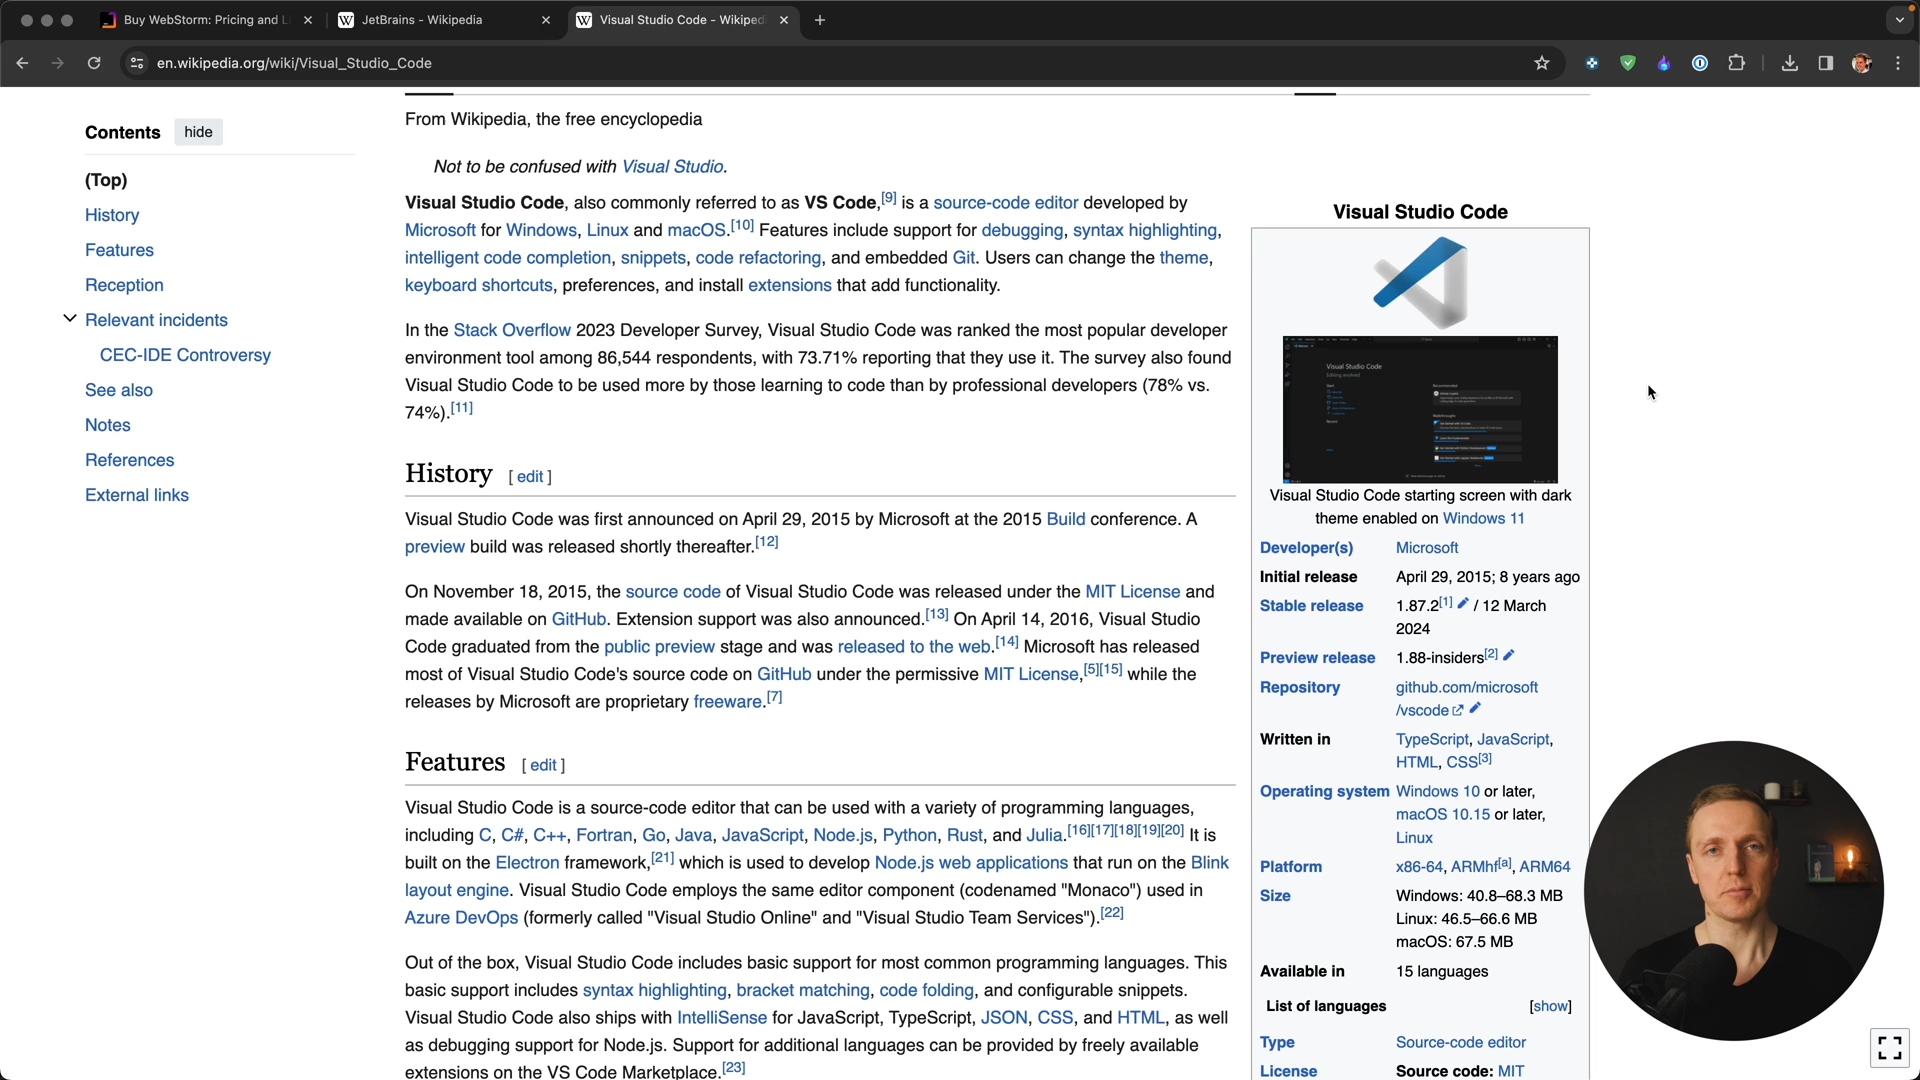 Buy WebStorm: Pricing and Li
JetBrains - Wikipedia
Visual Studio Code - Wikiped
en.wikipedia.org/wiki/Visual_Studio_Code
Contents
hide
(Top)
History
Features
Reception
Relevant incidents
CEC-IDE Controversy
See also
Notes
References
External links
From Wikipedia, the free encyclopedia
Not to be confused with Visual Studio.
Visual Studio Code, also commonly referred to as VS Code,[9] is a source-code editor developed by
Microsoft for Windows, Linux and macOS.[10] Features include support for debugging, syntax highlighting,
intelligent code completion, snippets, code refactoring, and embedded Git. Users can change the theme,
keyboard shortcuts, preferences, and install extensions that add functionality.
In the Stack Overflow 2023 Developer Survey, Visual Studio Code was ranked the most popular developer
environment tool among 86,544 respondents, with 73.71% reporting that they use it. The survey also found
Visual Studio Code to be used more by those learning to code than by professional developers (78% vs.
74%).[11]
History [ edit ]
Visual Studio Code was first announced on April 29, 2015 by Microsoft at the 2015 Build conference. A
preview build was released shortly thereafter.[12]
On November 18, 2015, the source code of Visual Studio Code was released under the MIT License and
made available on GitHub. Extension support was also announced.[13] On April 14, 2016, Visual Studio
Code graduated from the public preview stage and was released to the web.[14] Microsoft has released
most of Visual Studio Code's source code on GitHub under the permissive MIT License,[5][15] while the
releases by Microsoft are proprietary freeware.[7]
Features [ edit ]
Visual Studio Code is a source-code editor that can be used with a variety of programming languages,
including C, C#, C++, Fortran, Go, Java, JavaScript, Node.js, Python, Rust, and Julia.[16][17][18][19][20] It is
built on the Electron framework,[21] which is used to develop Node.js web applications that run on the Blink
layout engine. Visual Studio Code employs the same editor component (codenamed "Monaco") used in
Azure DevOps (formerly called "Visual Studio Online" and "Visual Studio Team Services").[22]
Out of the box, Visual Studio Code includes basic support for most common programming languages. This
basic support includes syntax highlighting, bracket matching, code folding, and configurable snippets.
Visual Studio Code also ships with IntelliSense for JavaScript, TypeScript, JSON, CSS, and HTML, as well
as debugging support for Node.js. Support for additional languages can be provided by freely available
extensions on the VS Code Marketplace.[23]
Visual Studio Code
Visual Studio Code
Visual Studio Code starting screen with dark
theme enabled on Windows 11
Developer(s) Microsoft
Initial release April 29, 2015; 8 years ago
Stable release 1.87.2[1] / 12 March
2024
Preview release 1.88-insiders[2]
Repository github.com/microsoft
/vscode
Written in TypeScript, JavaScript,
HTML, CSS[3]
Operating system Windows 10 or later,
macOS 10.15 or later,
Linux
Platform x86-64, ARMhf[a], ARM64
Size Windows: 40.8–68.3 MB
Linux: 46.5–66.6 MB
macOS: 67.5 MB
Available in 15 languages
List of languages [show]
Type Source-code editor
License Source code: MIT